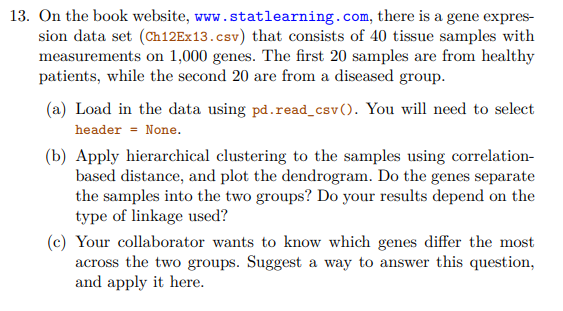 13. On the book website, www.statlearning.com, there is a gene expres-
sion data set (Ch12Ex13.csv) that consists of 40 tissue samples with
measurements on 1,000 genes. The first 20 samples are from healthy
patients, while the second 20 are from a diseased group.
(a) Load in the data using pd.read_csv(). You will need to select
header = None.
(b) Apply hierarchical clustering to the samples using correlation-
based distance, and plot the dendrogram. Do the genes separate
the samples into the two groups? Do your results depend on the
type of linkage used?
(c) Your collaborator wants to know which genes differ the most
across the two groups. Suggest a way to answer this question,
and apply it here.